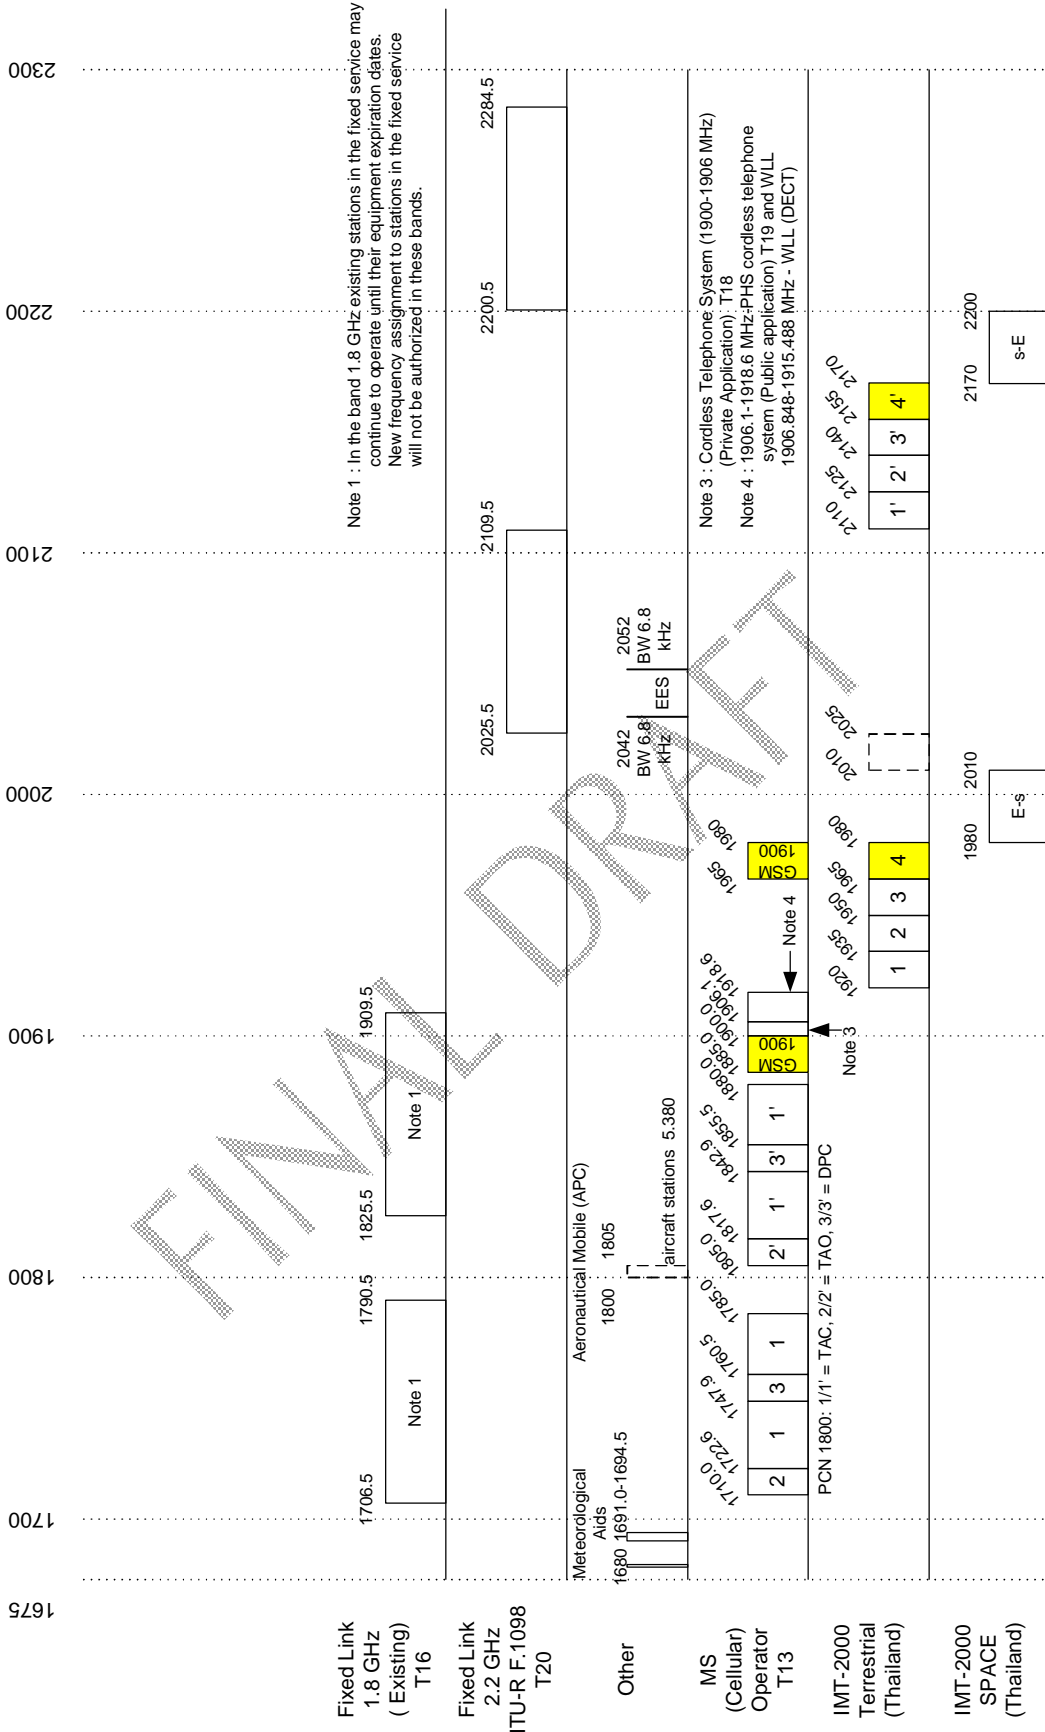 1675
1700
1800
1900
2000
2100
2200
2300
FINAL DRAFT
Fixed Link
1.8 GHz
( Existing)
T16
1706.5
1790.5
1825.5
1909.5
Note 1
Note 1
Note 1 : In the band 1.8 GHz existing stations in the fixed service may
continue to operate until their equipment expiration dates.
New frequency assignment to stations in the fixed service
will not be authorized in these bands.
Fixed Link
2.2 GHz
ITU-R F.1098
T20
2025.5
2109.5
2200.5
2284.5
Other
Meteorological
Aids
1680 1691.0-1694.5
Aeronautical Mobile (APC)
1800
1805
aircraft stations 5.380
2042
BW 6.8
kHz
EES
2052
BW 6.8
kHz
MS
(Cellular)
Operator
T13
1710.0
1722.6
1747.9
1760.5
1785.0
1805.0
1817.6
1842.9
1855.5
1880.0
1885.0
1900.0
1906.1
1918.6
1965
1980
2
1
3
1
2'
1'
3'
1'
GSM
1900
GSM
1900
Note 4
Note 3
PCN 1800: 1/1' = TAC, 2/2' = TAO, 3/3' = DPC
Note 3 : Cordless Telephone System (1900-1906 MHz)
(Private Application) T18
Note 4 : 1906.1-1918.6 MHz-PHS cordless telephone
system (Public application) T19 and WLL
1906.848-1915.488 MHz - WLL (DECT)
IMT-2000
Terrestrial
(Thailand)
1920
1935
1950
1965
1980
2010
2025
2110
2125
2140
2155
2170
1
2
3
4
1'
2'
3'
4'
IMT-2000
SPACE
(Thailand)
1980
2010
E-s
2170
2200
s-E